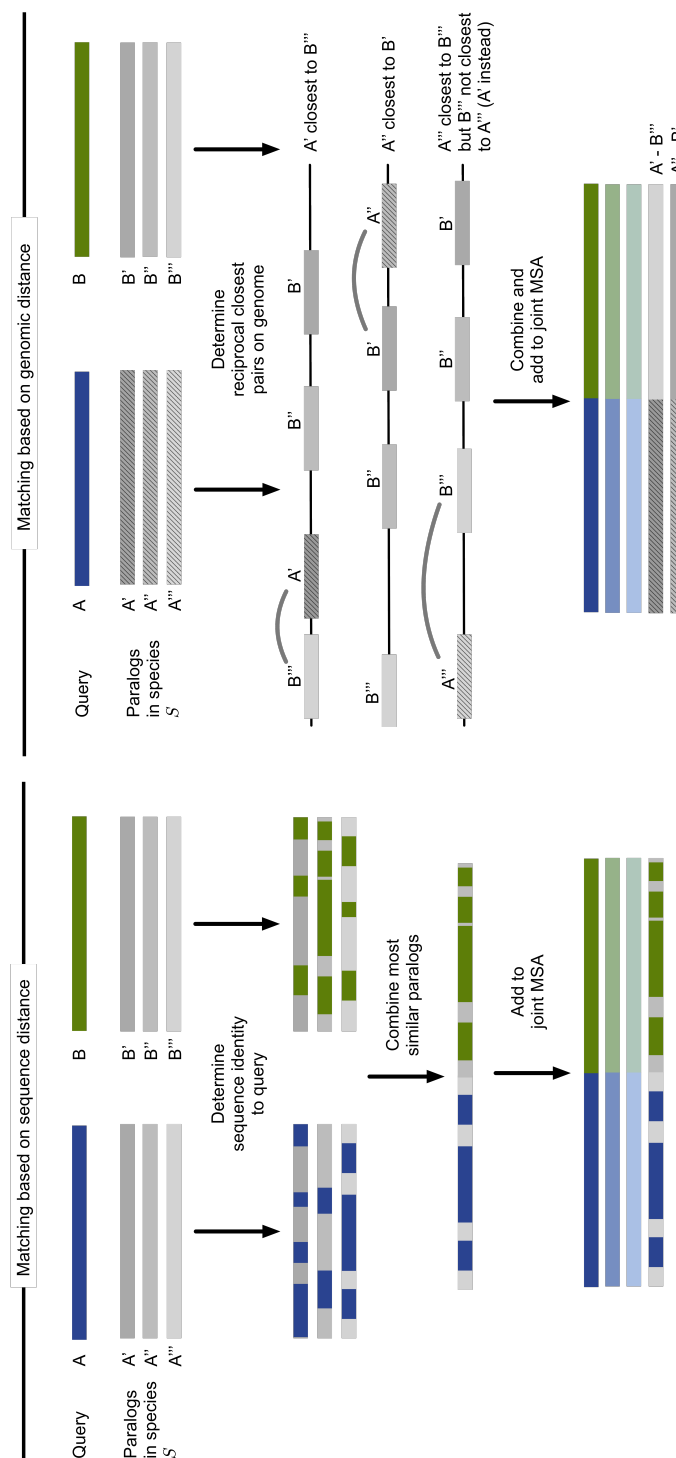 Matching based on sequence distance
Query
A
B
Paralogs
in species
S
A'
A''
A'''
B'
B''
B'''
Determine
sequence identity
to query
Combine most
similar paralogs
Add to
joint MSA
Matching based on genomic distance
Query
A
B
Paralogs
in species
S
A'
A''
A'''
B'
B''
B'''
Determine
reciprocal closest
pairs on genome
B'''
A'
B''
B'
A' closest to B'''
B'''
B''
B'
A''
A'' closest to B'
A'''
B'''
B''
B'
A''' closest to B'''
but B''' not closest
to A''' (A' instead)
Combine and
add to joint MSA
A' - B'''
A'' - B'